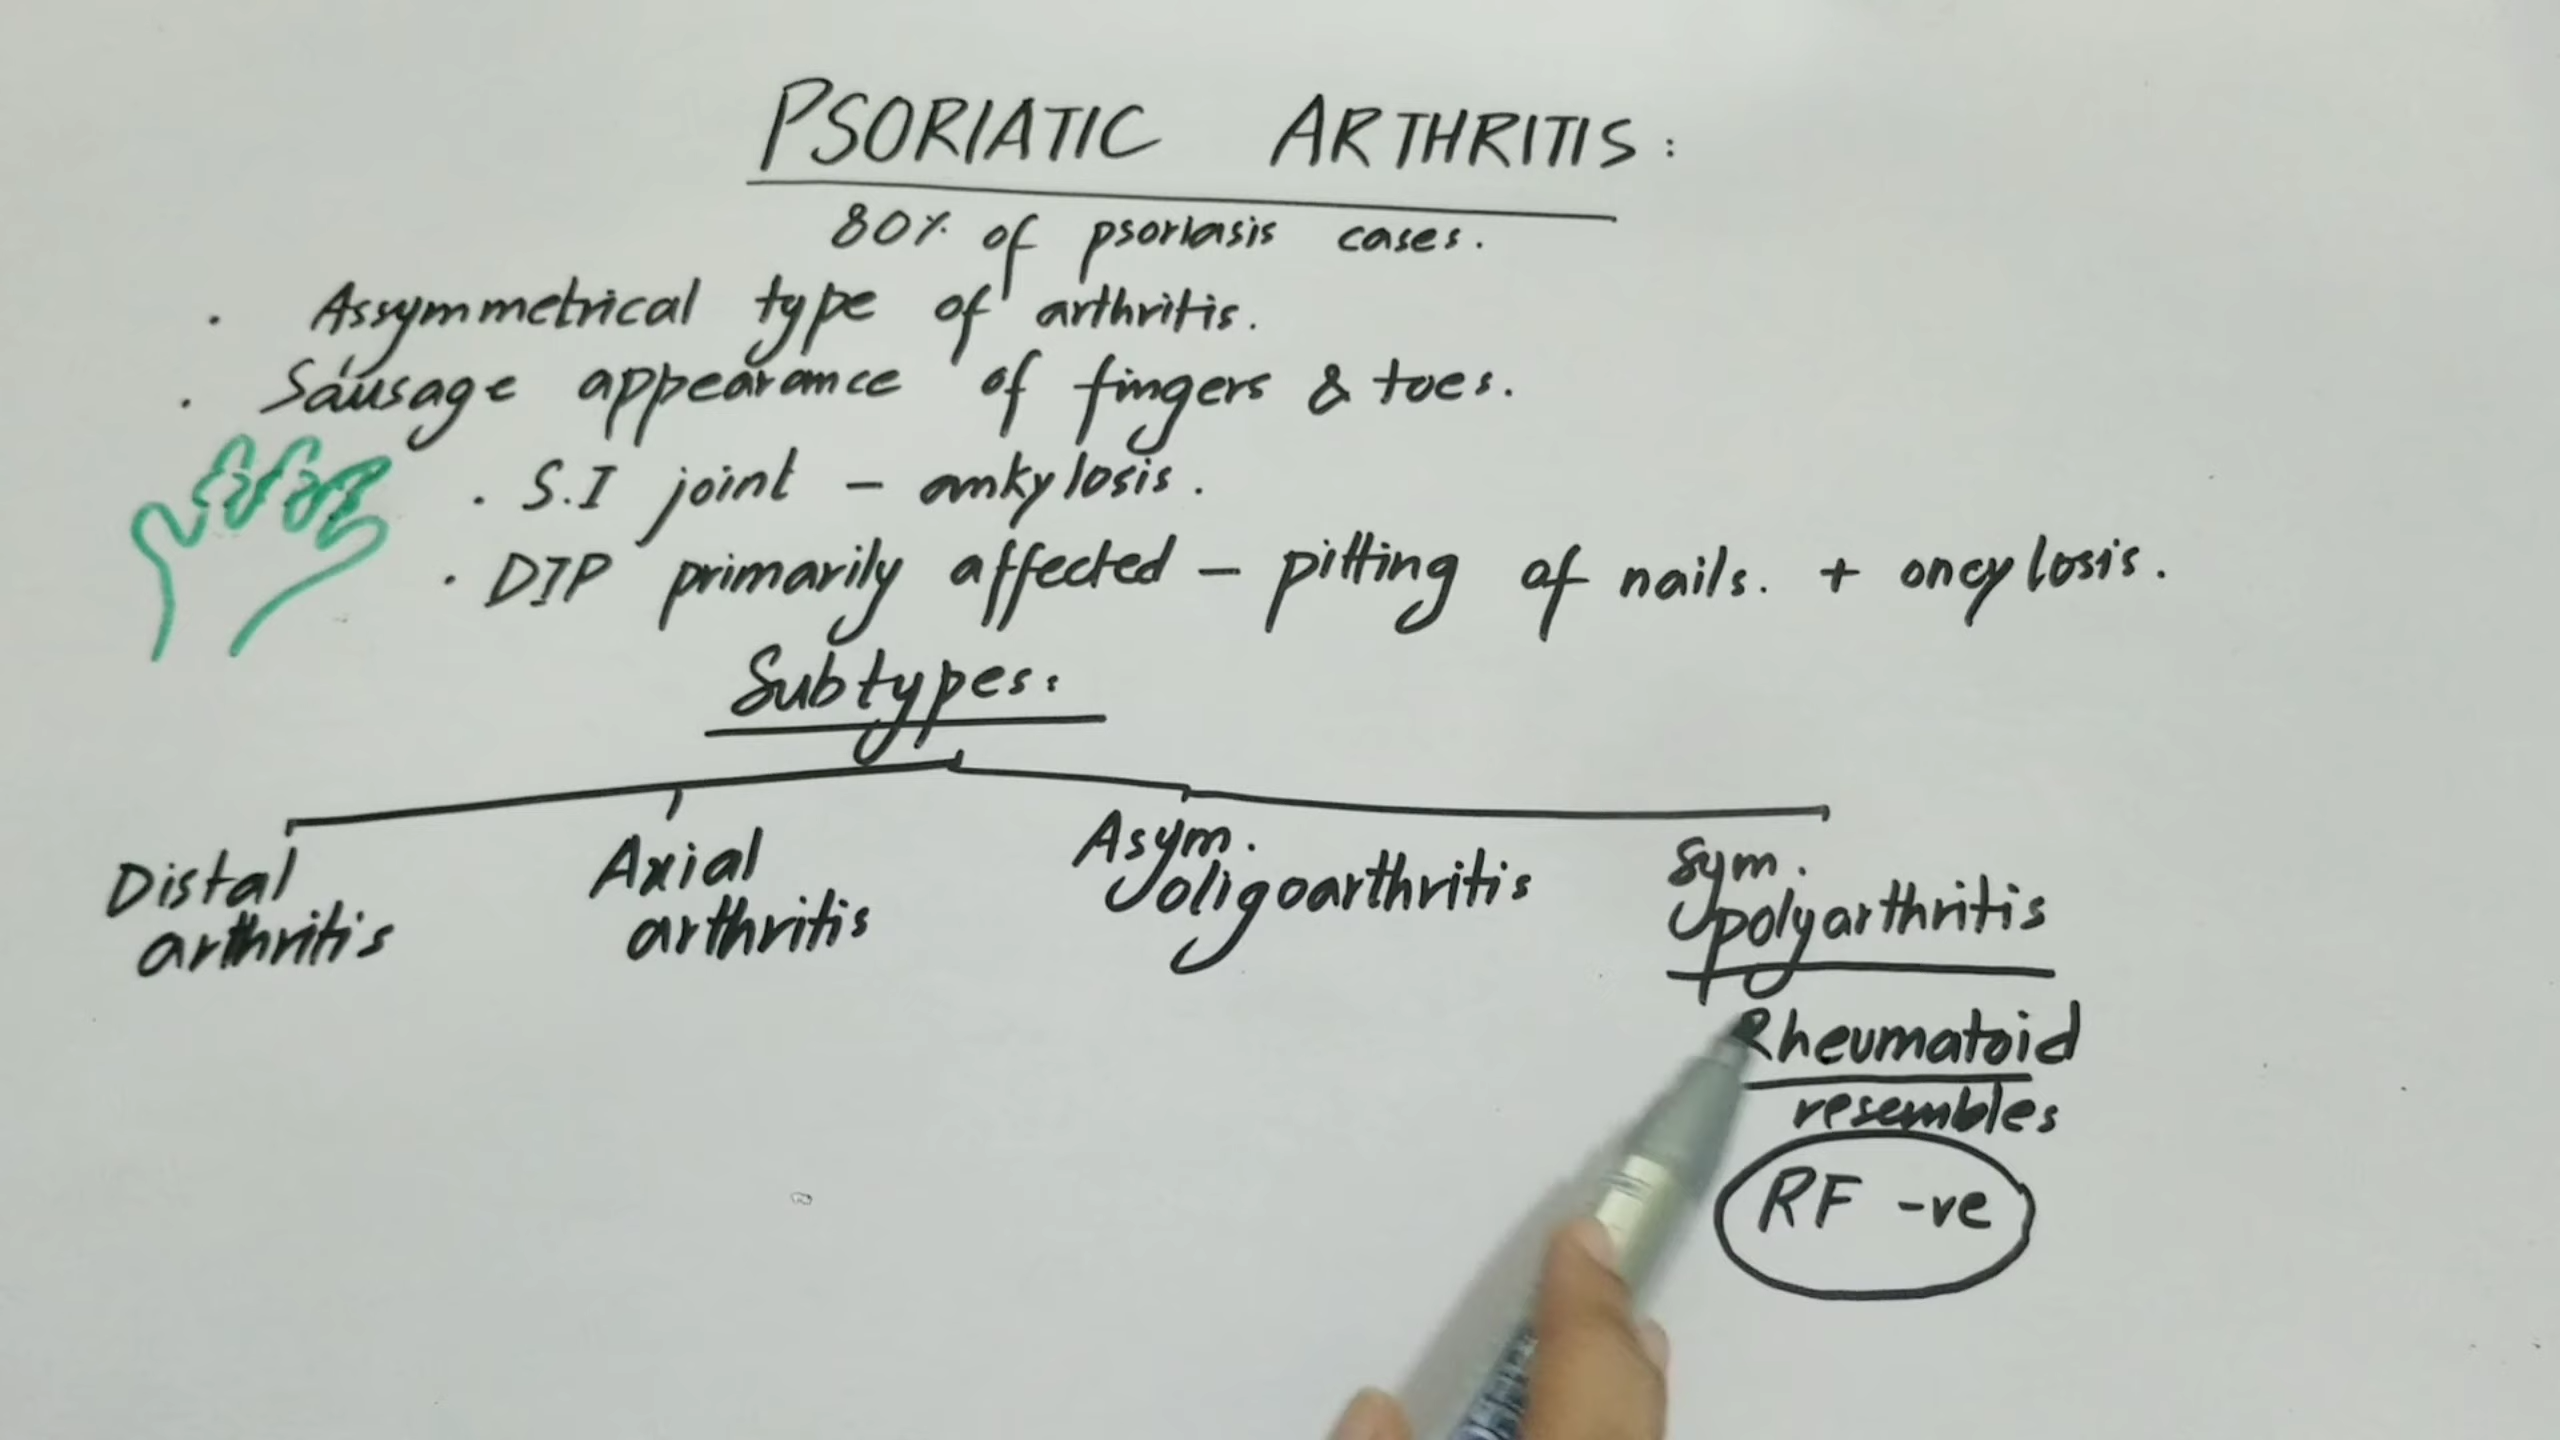 PSORIATIC ARTHRITIS:
80% of psoriasis cases.
. Assymmetrical type of arthritis.
. Sausage appearance of fingers & toes.
. S.I joint - ankylosis.
. DIP primarily affected - pitting of nails. + oncylosis.
Subtypes:
Distal arthritis
Axial arthritis
Asym. oligoarthritis
Sym. polyarthritis
Rheumatoid
resembles
RF -ve